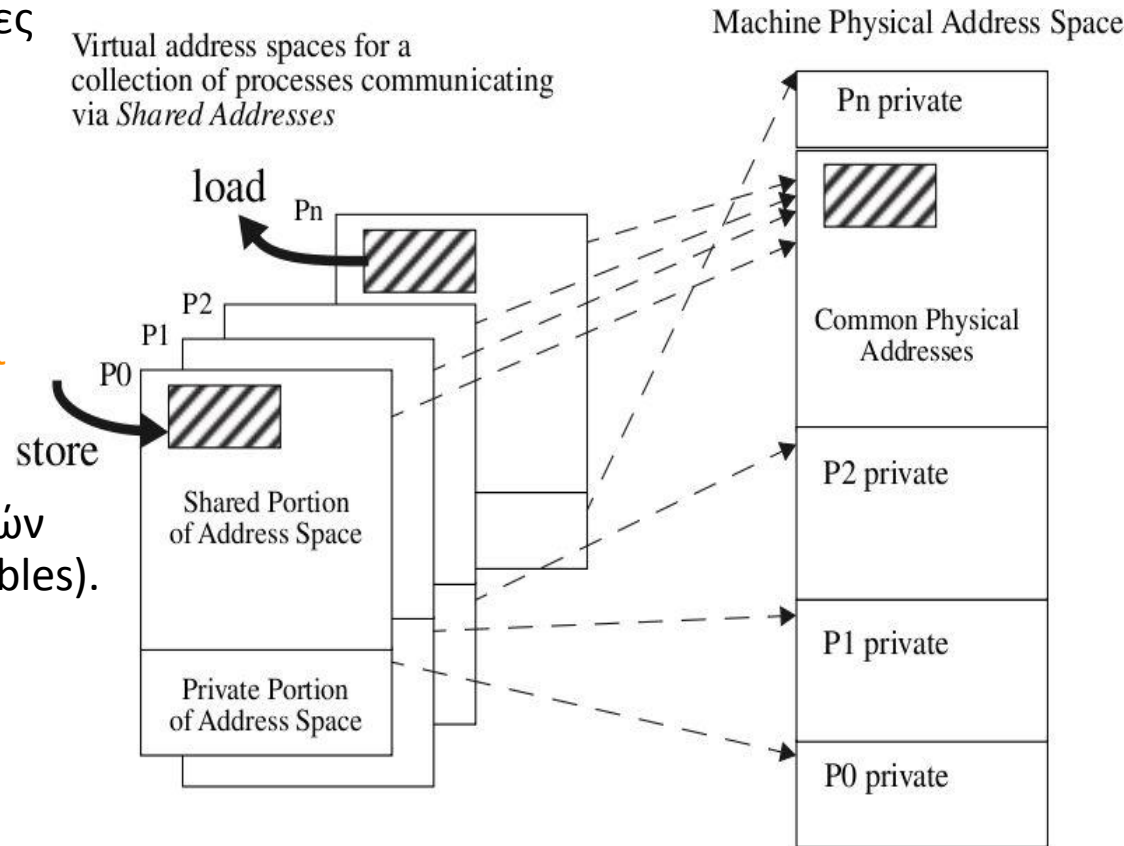 ες
Virtual address spaces for a
collection of processes communicating
via Shared Addresses
Machine Physical Address Space
load
Pn
P2
P1
P0
store
ών
bles).
Shared Portion
of Address Space
Private Portion
of Address Space
Pn private
Common Physical
Addresses
P2 private
P1 private
P0 private